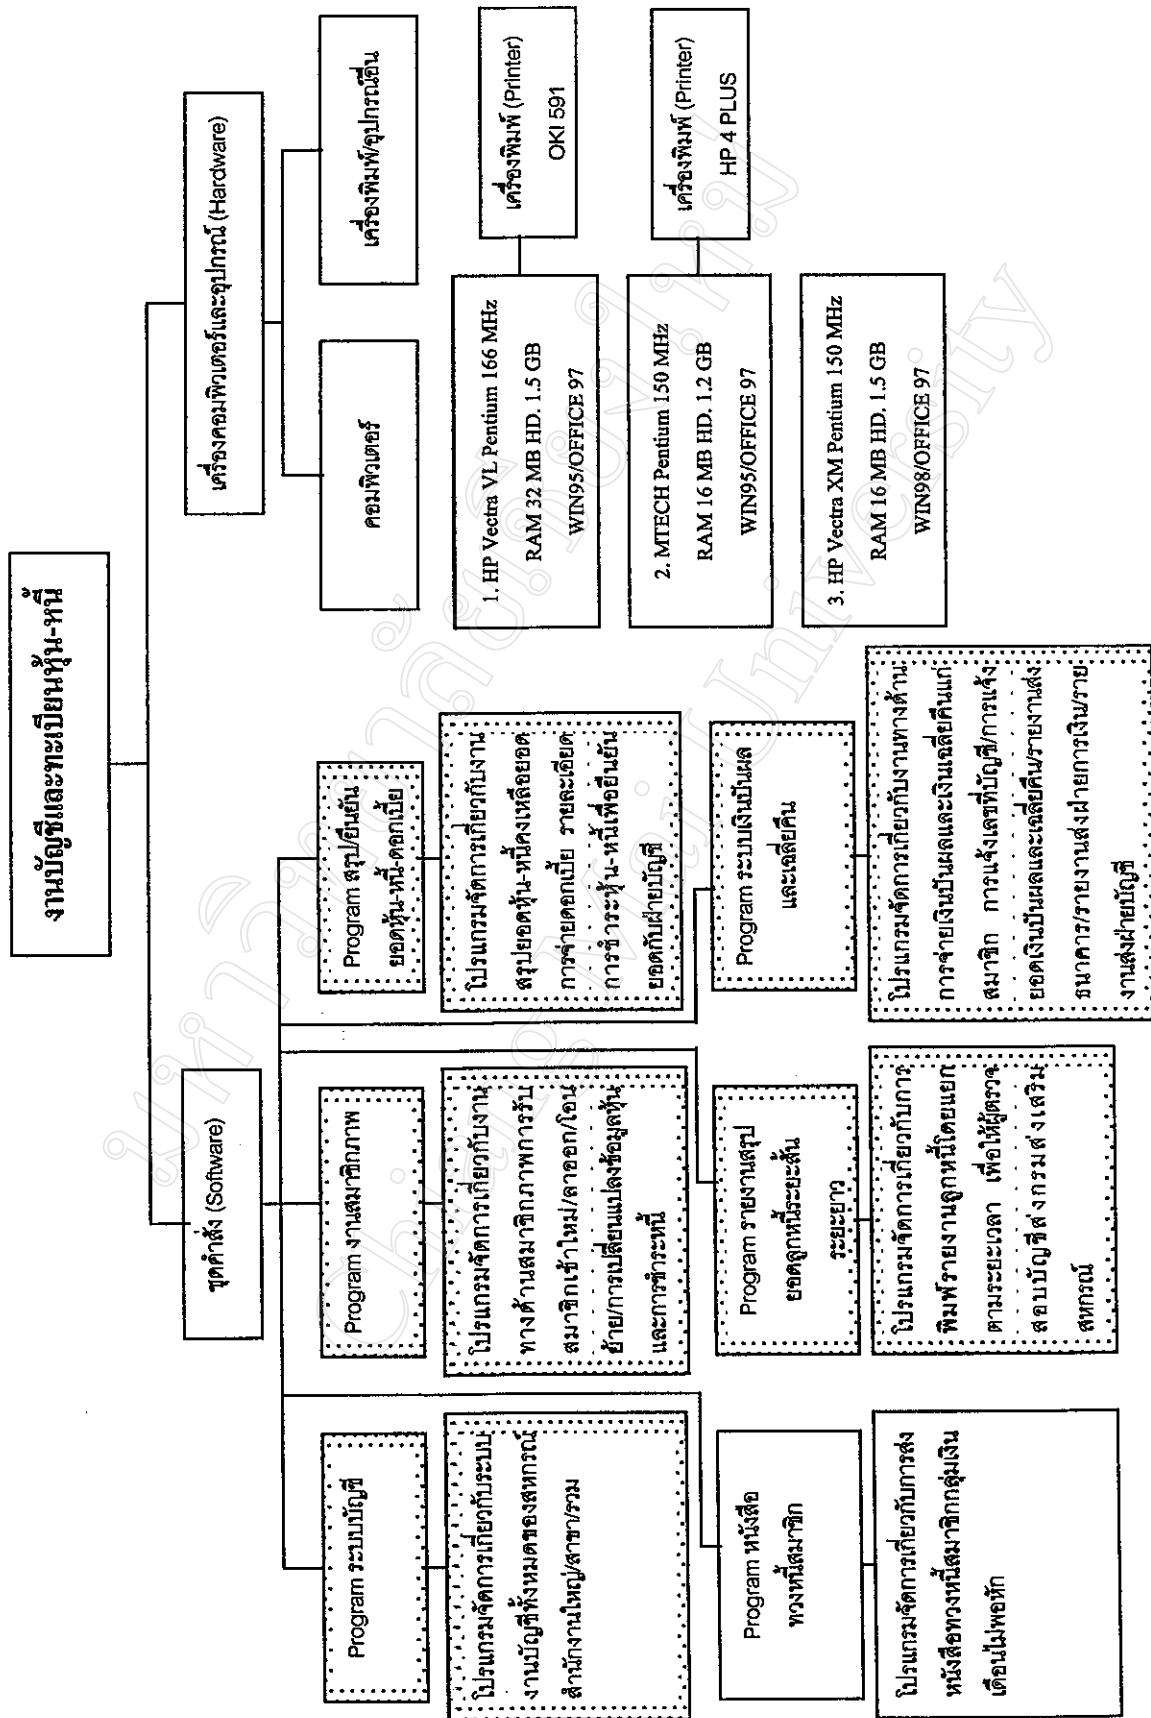 งานบัญชีและทะเบียนหุ้น-หนี้
ชุดคำสั่ง (Software)
เครื่องคอมพิวเตอร์และอุปกรณ์ (Hardware)
Program ระบบบัญชี
โปรแกรมจัดการเกี่ยวกับระบบ
งานบัญชีทั้งหมดของสหกรณ์
สำนักงานใหญ่/สาขา/รวม
Program งานสมาชิกภาพ
โปรแกรมจัดการเกี่ยวกับงาน
ทางด้านสมาชิกภาพการรับ
สมาชิกเข้าใหม่/ลาออก/โอน
ย้าย/การเปลี่ยนแปลงข้อมูลหุ้น
และการชำระหนี้
Program สรุป/ยืนยัน
ยอดหุ้น-หนี้-ดอกเบี้ย
โปรแกรมจัดการเกี่ยวกับงาน
สรุปยอดหุ้น-หนี้คงเหลือยอด
การจ่ายดอกเบี้ย รายละเอียด
การชำระหุ้น-หนี้เพื่อยืนยัน
ยอดกับฝ่ายบัญชี
คอมพิวเตอร์
เครื่องพิมพ์/อุปกรณ์อื่น
1. HP Vectra VL Pentium 166 MHz
RAM 32 MB HD. 1.5 GB
WIN95/OFFICE 97
เครื่องพิมพ์ (Printer)
OKI 591
2. MTECH Pentium 150 MHz
RAM 16 MB HD. 1.2 GB
WIN95/OFFICE 97
เครื่องพิมพ์ (Printer)
HP 4 PLUS
3. HP Vectra XM Pentium 150 MHz
RAM 16 MB HD. 1.5 GB
WIN98/OFFICE 97
Program หนังสือ
ทวงหนี้สมาชิก
โปรแกรมจัดการเกี่ยวกับการส่ง
หนังสือทวงหนี้สมาชิกกลุ่มเงิน
เดือนไม่พอหัก
Program รายงานสรุป
ยอดลูกหนี้ระยะสั้น
ระยะยาว
โปรแกรมจัดการเกี่ยวกับการ
พิมพ์รายงานลูกหนี้โดยแยก
ตามระยะเวลา เพื่อให้ผู้ตรวจ
สอบบัญชีส่งกรมส่งเสริม
สหกรณ์
Program ระบบเงินปันผล
และเฉลี่ยคืน
โปรแกรมจัดการเกี่ยวกับงานทางด้าน
การจ่ายเงินปันผลและเงินเฉลี่ยคืนแก่
สมาชิก การแจ้งเลขที่บัญชี/การแจ้ง
ยอดเงินปันผลและเฉลี่ยคืน/รายงานส่ง
ธนาคาร/รายงานส่งฝ่ายการเงิน/ราย
งานส่งฝ่ายบัญชี
มหาวิทยาลัยเชียงใหม่
Chiang Mai University